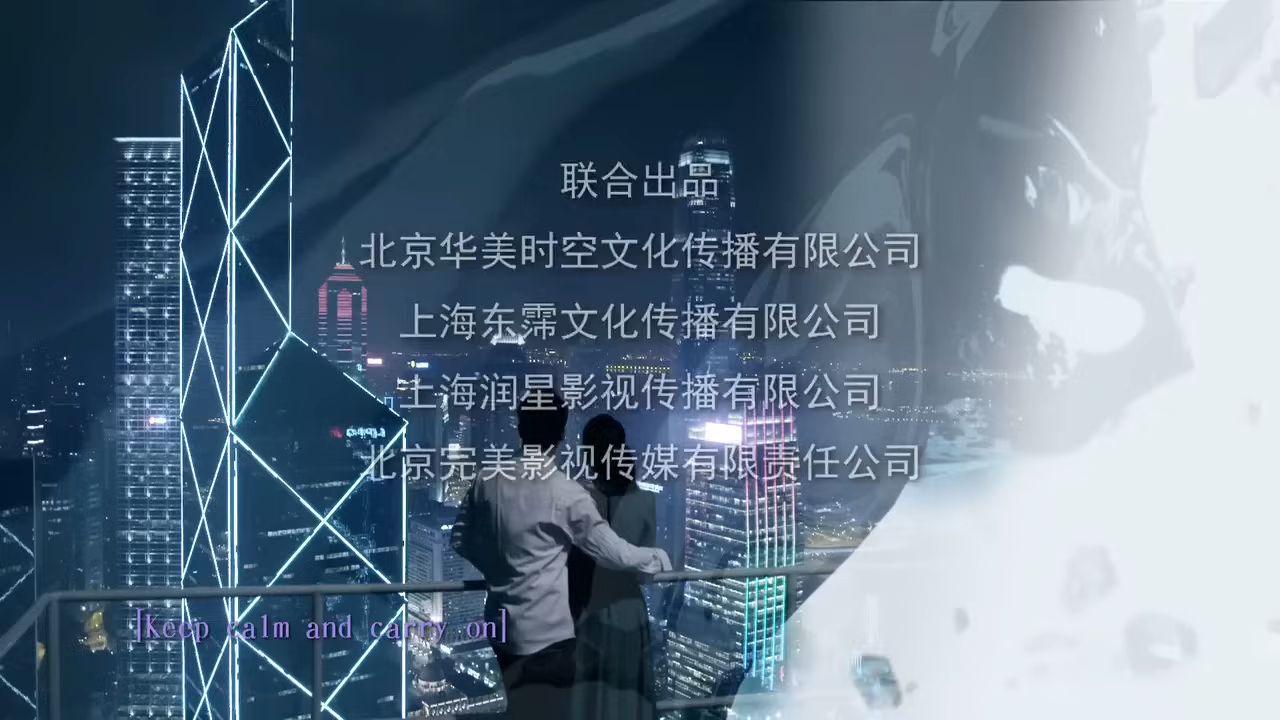 联合出品
北京华美时空文化传播有限公司
上海东霈文化传播有限公司
上海润星影视传播有限公司
北京完美影视传媒有限责任公司
[Keep calm and carry on]